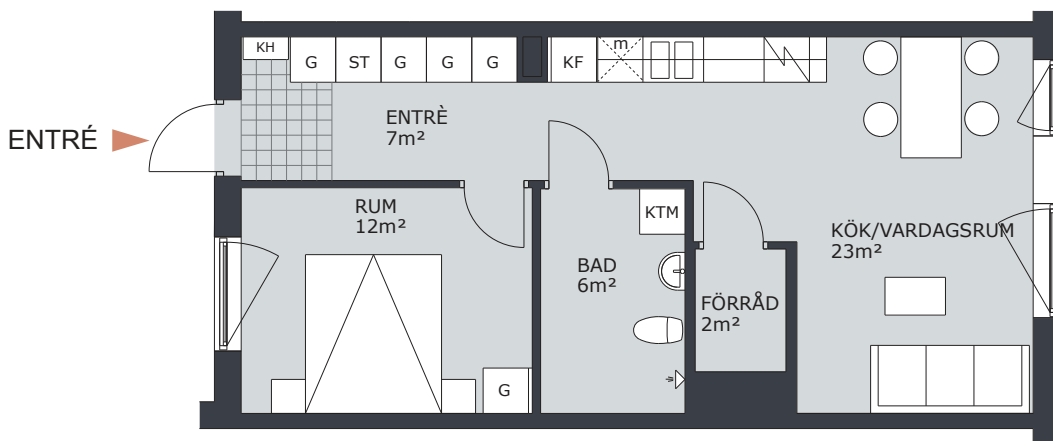 KH
G
ST
G
G
G
KF
m
ENTRÈ
7m²
ENTRÉ
RUM
12m²
KTM
BAD
6m²
KÖK/VARDAGSRUM
23m²
FÖRRÅD
2m²
G